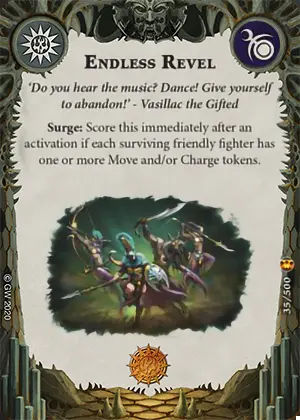 ENDLESS REVEL
‘Do you hear the music? Dance! Give yourself
to abandon!’ - Vasillac the Gifted
Surge: Score this immediately after an
activation if each surviving friendly fighter has
one or more Move and/or Charge tokens.
© GW 2020
35/500